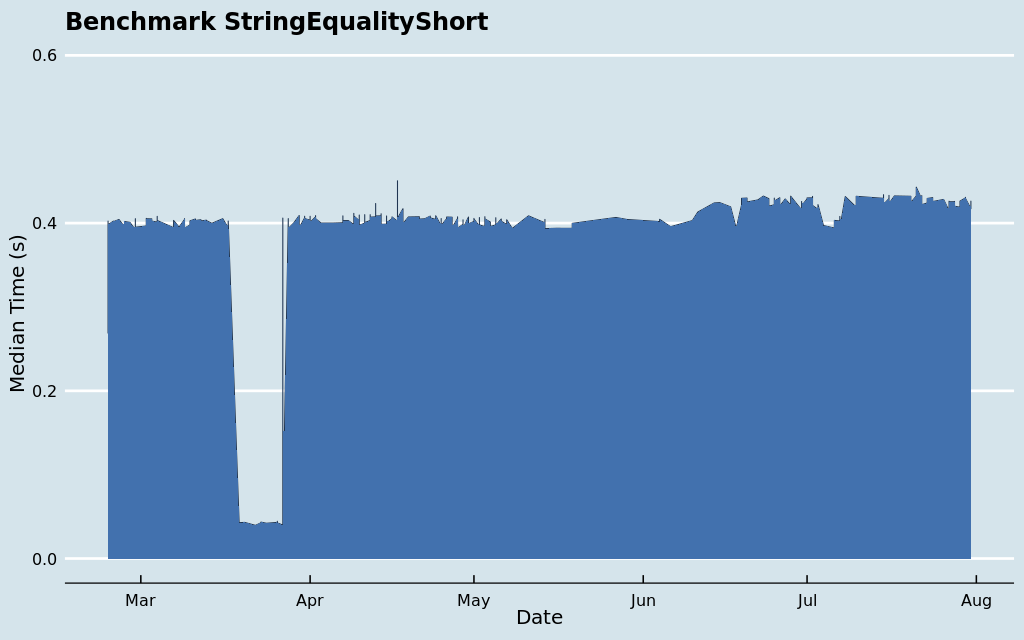 Benchmark StringEqualityShort
0.6
0.4
0.2
0.0
Median Time (s)
Mar Apr May Jun Jul Aug
Date